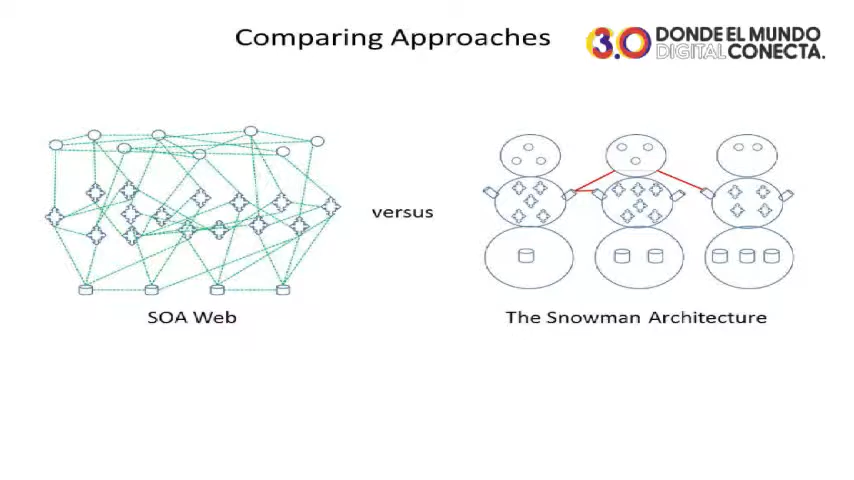 Comparing Approaches
3.0 DONDE EL MUNDO
DIGITAL CONECTA.
versus
SOA Web
The Snowman Architecture